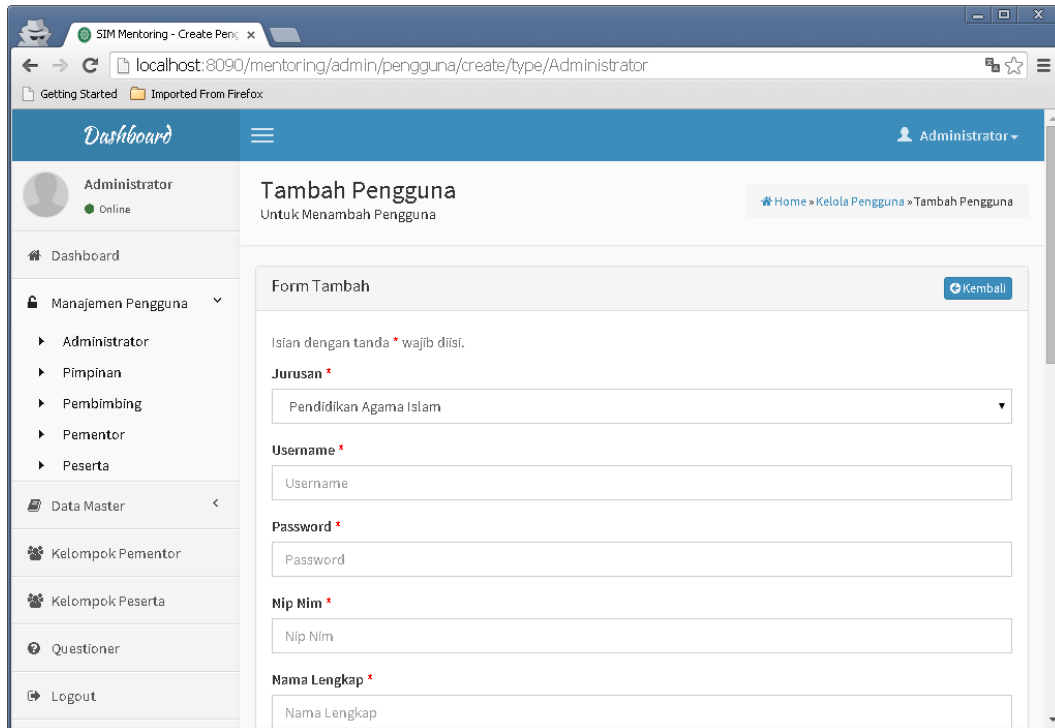 SIM Mentoring - Create Peng
localhost:8090/mentoring/admin/pengguna/create/type/Administrator
Getting Started Imported From Firefox
Dashboard
Administrator
Administrator
Online
Tambah Pengguna
Untuk Menambah Pengguna
Home » Kelola Pengguna » Tambah Pengguna
Dashboard
Manajemen Pengguna
Administrator
Pimpinan
Pembimbing
Pementor
Peserta
Data Master
Kelompok Pementor
Kelompok Peserta
Questioner
Logout
Form Tambah
Kembali
Isian dengan tanda * wajib diisi.
Jurusan *
Pendidikan Agama Islam
Username *
Username
Password *
Password
Nip Nim *
Nip Nim
Nama Lengkap *
Nama Lengkap